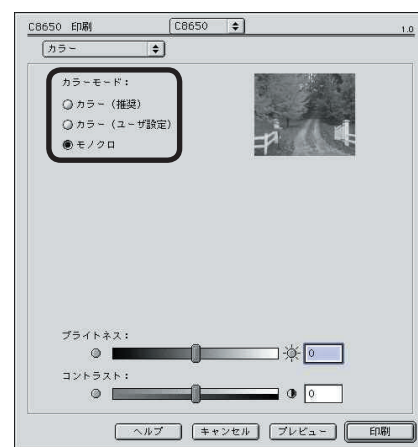 C8650 印刷
C8650
1.0
カラー
カラーモード：
カラー（推奨）
カラー（ユーザ設定）
モノクロ
ブライトネス：
0
コントラスト：
0
ヘルプ
キャンセル
プレビュー
印刷